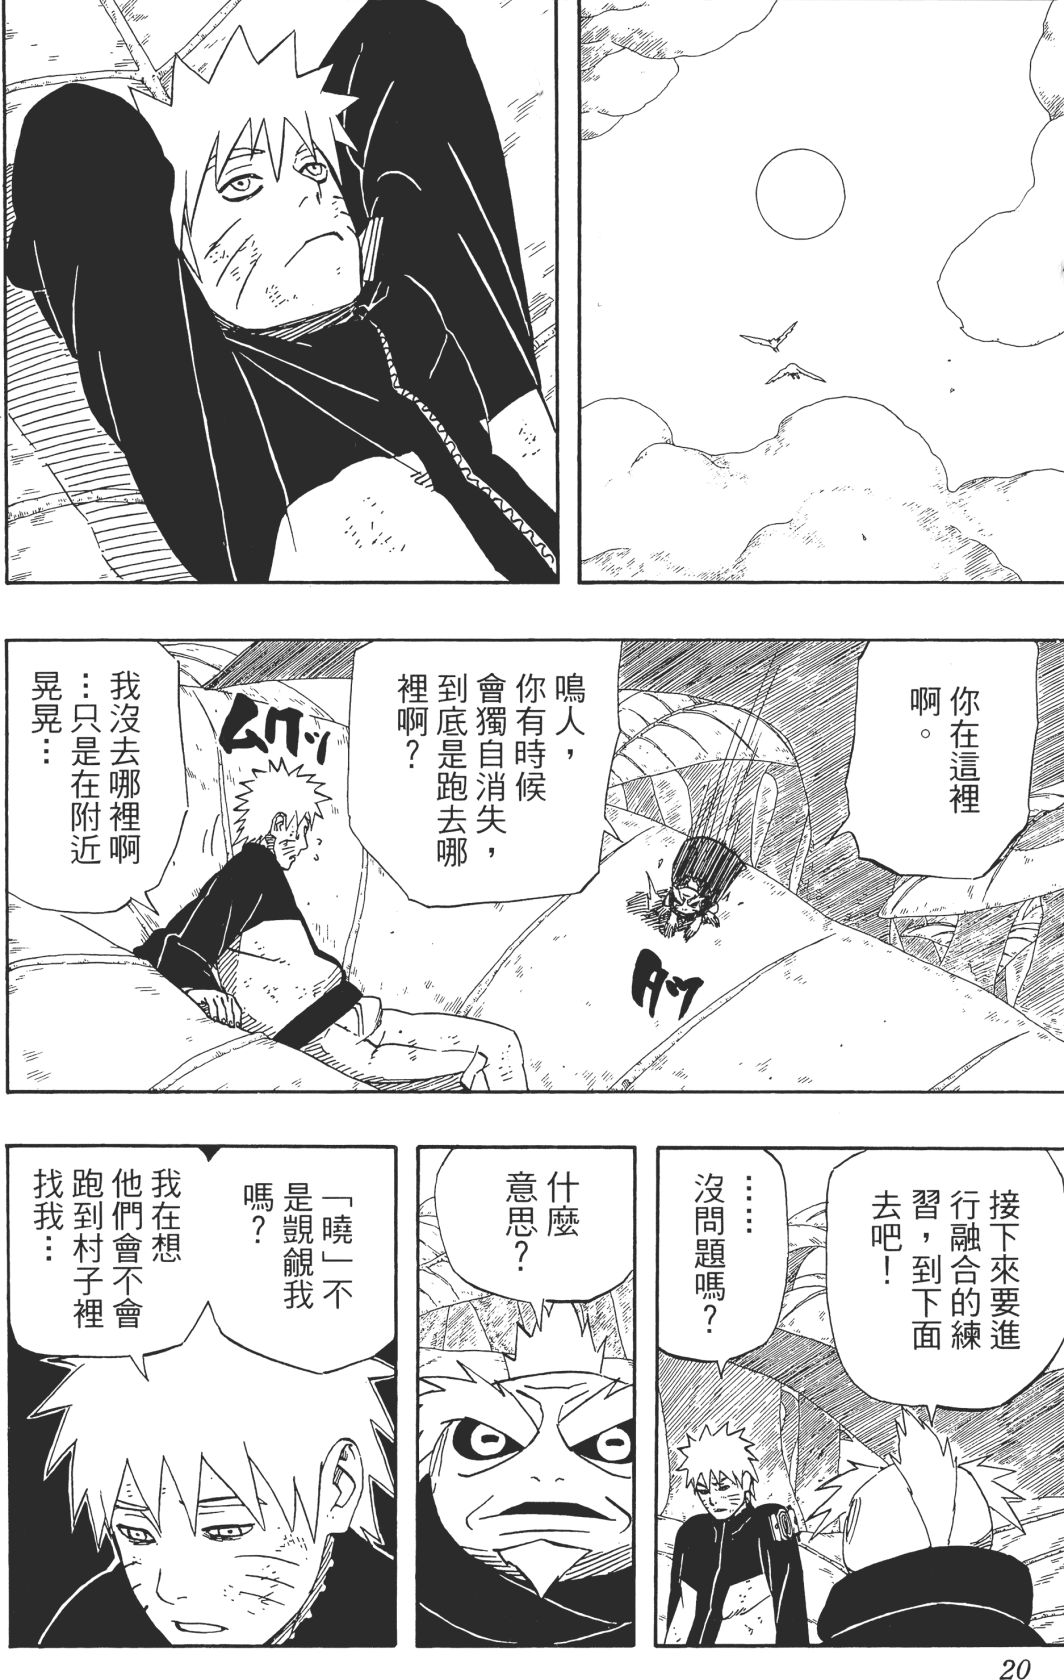 你在這裡
啊。
鳴人，
你有時候
會獨自消失，
到底是跑去哪
裡啊？
タッ
ムクッ
我沒去哪裡啊
…只是在附近
晃晃…
接下來要進
行融合的練
習，到下面
去吧！
……
沒問題嗎？
什麼
意思？
「曉」不
是覬覦我
嗎？
我在想
他們會不會
跑到村子裡
找我…
20